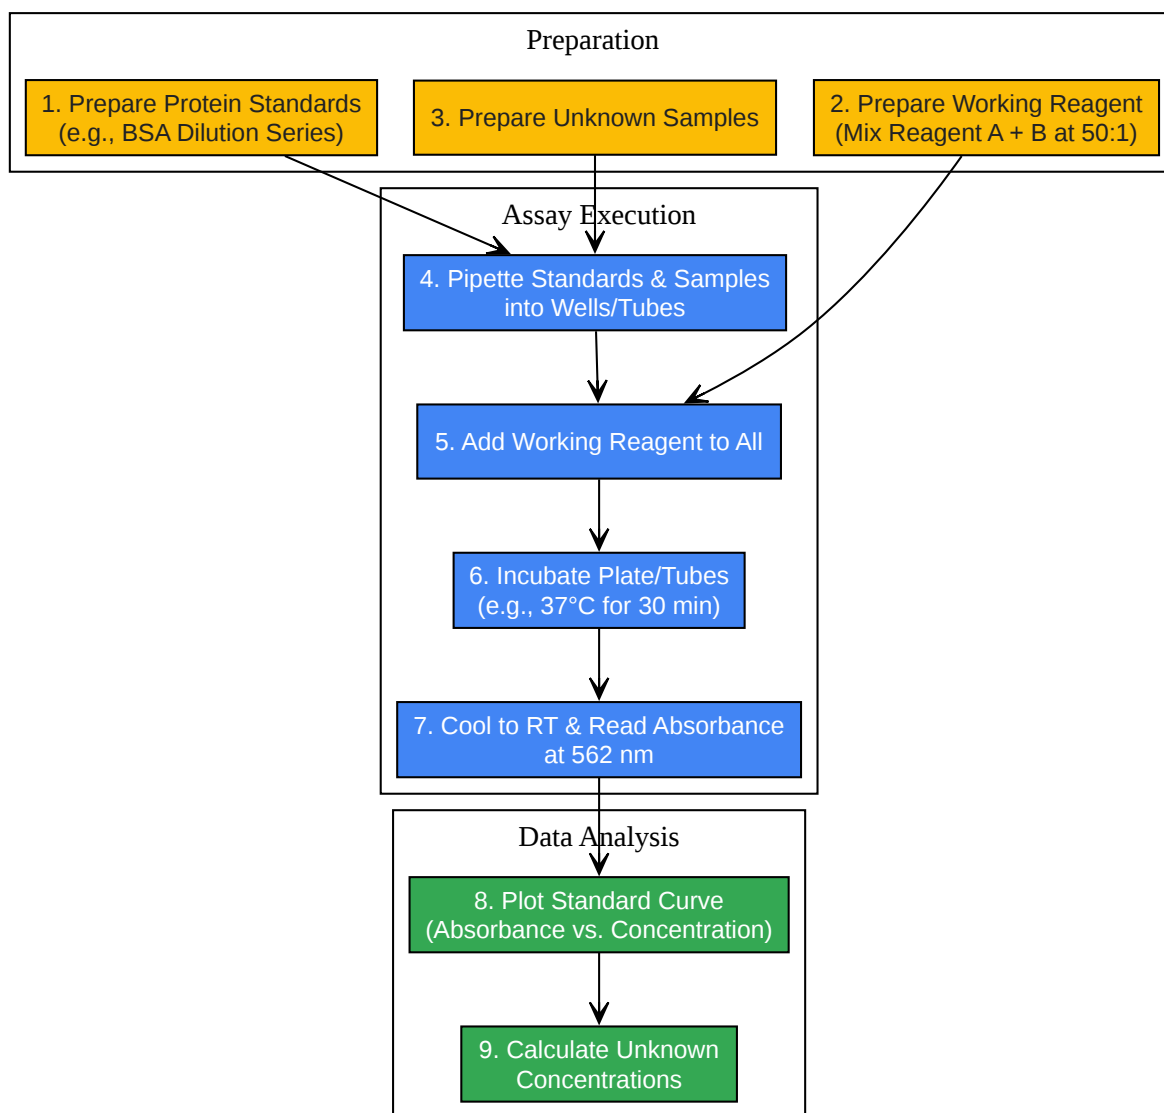 Preparation
1. Prepare Protein Standards
(e.g., BSA Dilution Series)
3. Prepare Unknown Samples
2. Prepare Working Reagent
(Mix Reagent A + B at 50:1)
Assay Execution
4. Pipette Standards & Samples
into Wells/Tubes
5. Add Working Reagent to All
6. Incubate Plate/Tubes
(e.g., 37°C for 30 min)
7. Cool to RT & Read Absorbance
at 562 nm
Data Analysis
8. Plot Standard Curve
(Absorbance vs. Concentration)
9. Calculate Unknown
Concentrations